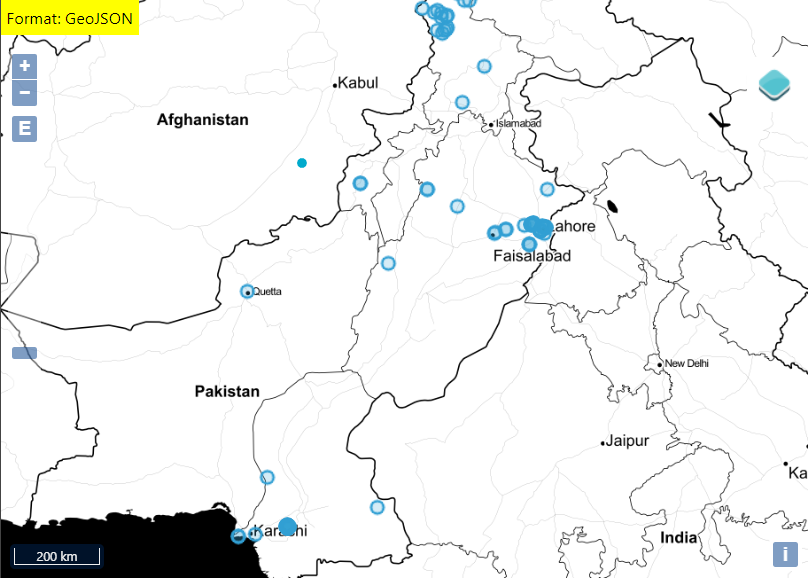 Format: GeoJSON
+
−
E
Kabul
Afghanistan
Islamabad
Lahore
Faisalabad
Quetta
New Delhi
Pakistan
Jaipur
Ka
Karachi
India
200 km
i